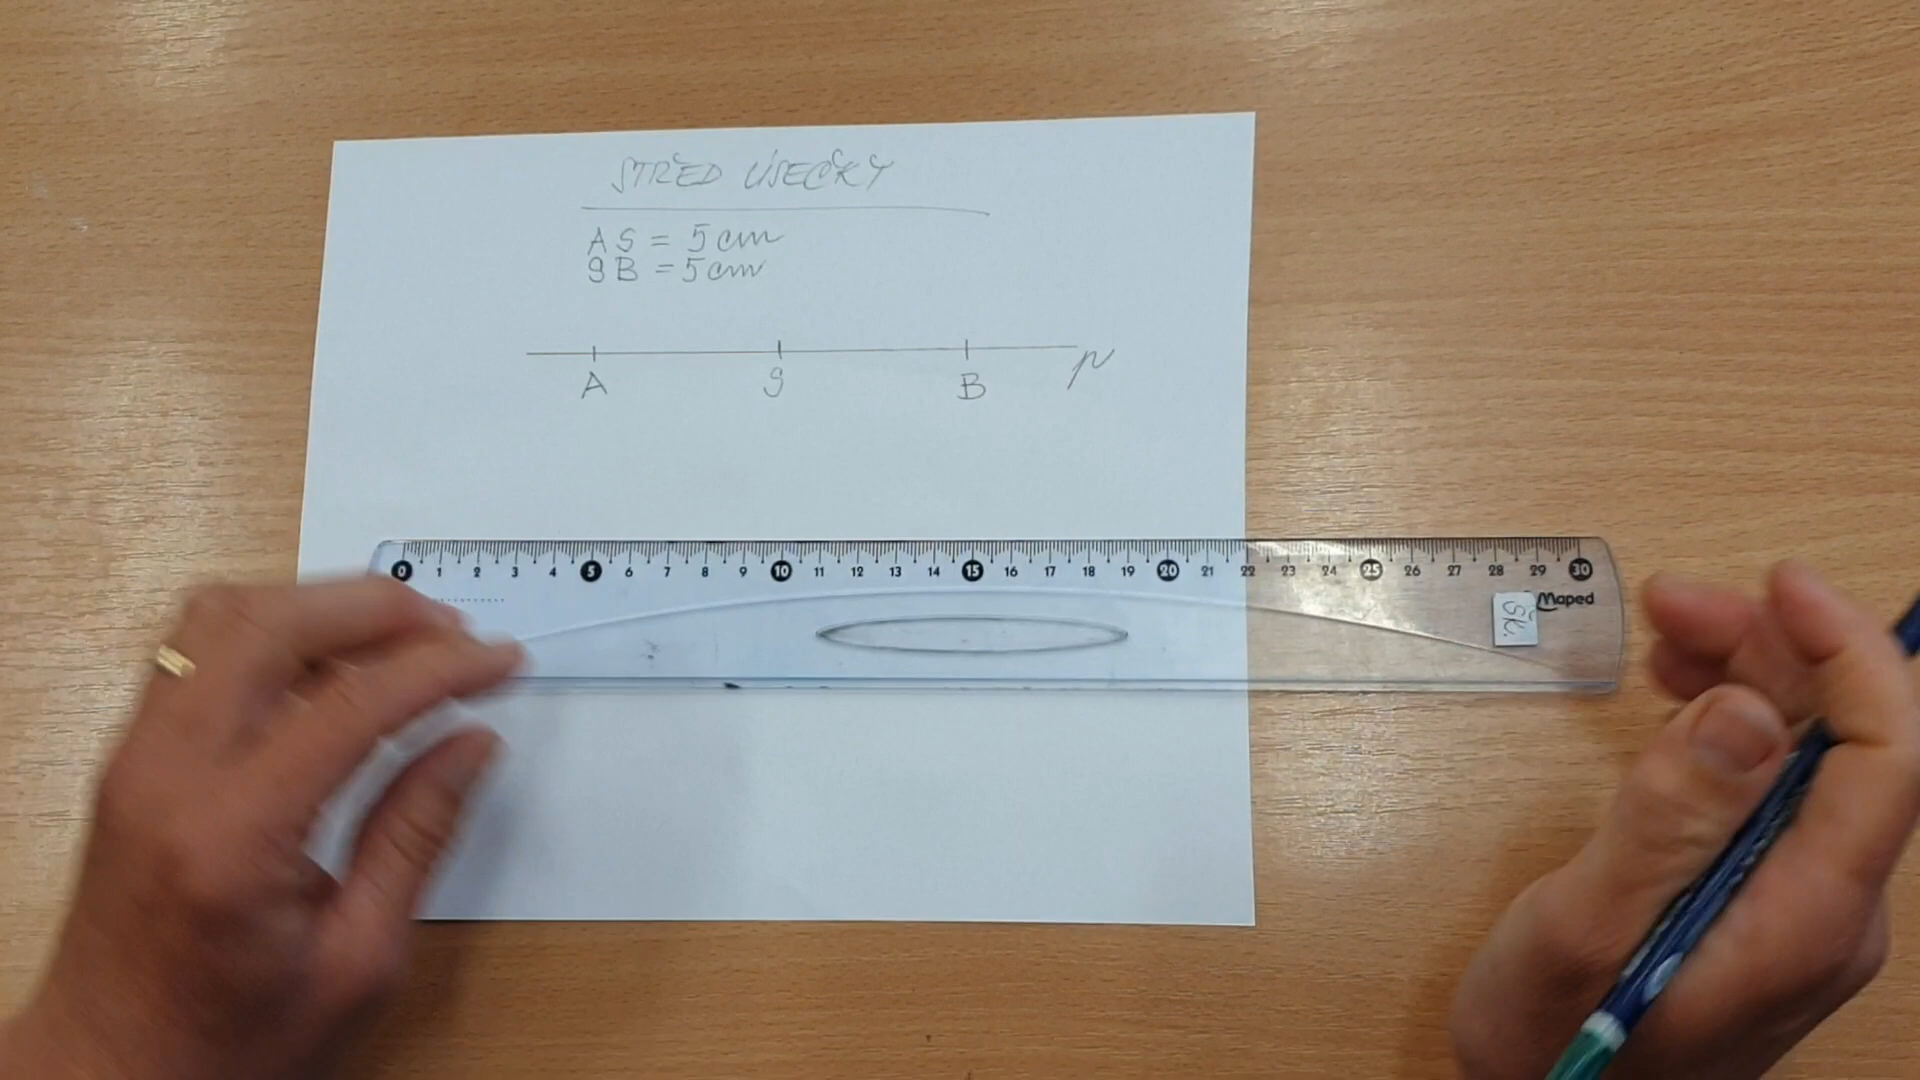 STŘED ÚSEČKY
AS = 5 cm
SB = 5 cm
A S B p
0 1 2 3 4 5 6 7 8 9 10 11 12 13 14 15 16 17 18 19 20 21 22 23 24 25 26 27 28 29 30
Maped
ŠK.